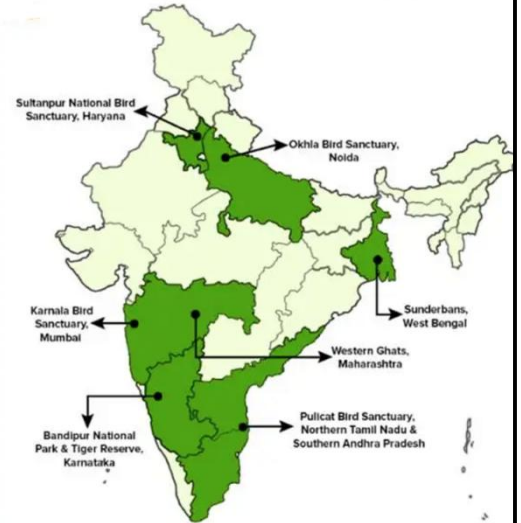 Sultanpur National Bird
Sanctuary, Haryana
Okhla Bird Sanctuary,
Noida
Karnala Bird
Sanctuary,
Mumbai
Sunderbans,
West Bengal
Western Ghats,
Maharashtra
Bandipur National
Park & Tiger Reserve,
Karnataka
Pulicat Bird Sanctuary,
Northern Tamil Nadu &
Southern Andhra Pradesh